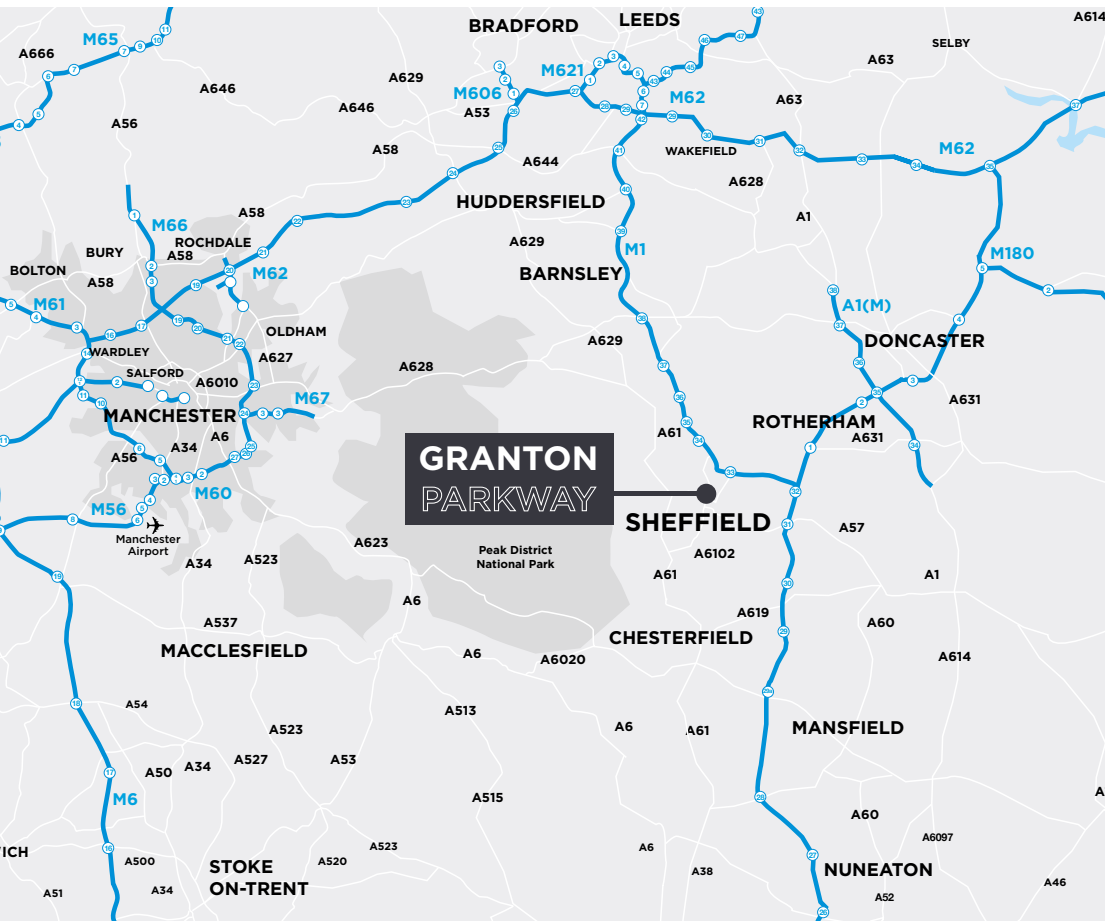 BRADFORD
LEEDS
A614
M65
A666
SELBY
A63
M621
A629
A646
M606
A53
A646
M62
A63
A56
A58
A644
WAKEFIELD
M62
A628
HUDDERSFIELD
A58
A1
M66
ROCHDALE
BURY
A58
A629
M1
M180
BOLTON
M62
BARNSLEY
A58
M61
A1(M)
OLDHAM
A629
DONCASTER
WARDLEY
A627
SALFORD
A628
A6010
M67
A631
MANCHESTER
ROTHERHAM
A6
A61
A631
A34
A56
GRANTON
PARKWAY
M60
M56
SHEFFIELD
A57
Manchester
Airport
A623
Peak District
National Park
A6102
A34
A523
A61
A1
A6
A619
A537
A60
CHESTERFIELD
MACCLESFIELD
A6
A6020
A614
A54
A513
A523
A6
A61
MANSFIELD
A527
A53
A34
A50
M6
A515
A60
A6097
A523
A6
ICH
A500
A520
STOKE
ON-TRENT
A38
NUNEATON
A51
A34
A52
A46